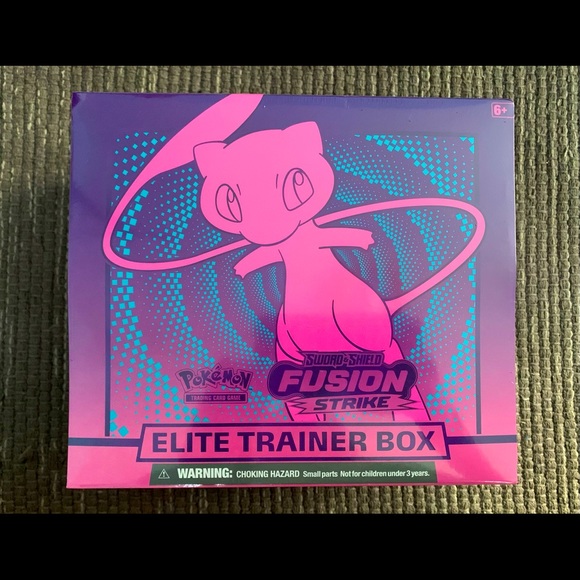 6+
Pokémon
TRADING CARD GAME
SWORD & SHIELD
FUSION
STRIKE
ELITE TRAINER BOX
⚠ WARNING: CHOKING HAZARD Small parts Not for children under 3 years.